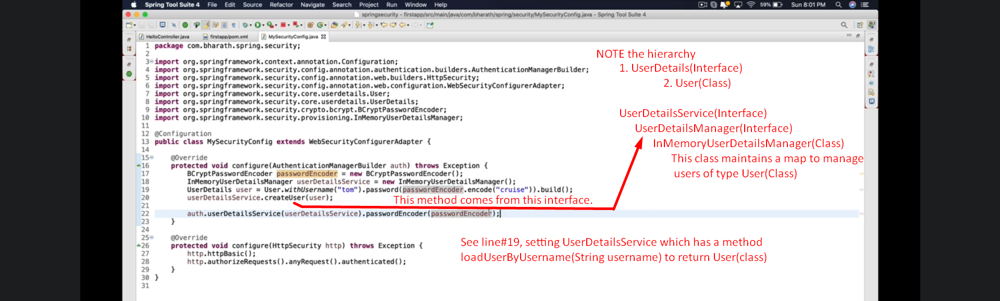 Spring Tool Suite 4 File Edit Source Refactor Navigate Search Project Run Window Help 59% Sun 8:01 PM
springsecurity - firstapp/src/main/java/com/bharath/spring/security/MySecurityConfig.java - Spring Tool Suite 4
HelloController.java firstapp/pom.xml MySecurityConfig.java
1 package com.bharath.spring.security;
2
3 import org.springframework.context.annotation.Configuration;
4 import org.springframework.security.config.annotation.authentication.builders.AuthenticationManagerBuilder;
5 import org.springframework.security.config.annotation.web.builders.HttpSecurity;
6 import org.springframework.security.config.annotation.web.configuration.WebSecurityConfigurerAdapter;
7 import org.springframework.security.core.userdetails.User;
8 import org.springframework.security.core.userdetails.UserDetails;
9 import org.springframework.security.crypto.bcrypt.BCryptPasswordEncoder;
10 import org.springframework.security.provisioning.InMemoryUserDetailsManager;
11
12 @Configuration
13 public class MySecurityConfig extends WebSecurityConfigurerAdapter {
14
15 @Override
16 protected void configure(AuthenticationManagerBuilder auth) throws Exception {
17 BCryptPasswordEncoder passwordEncoder = new BCryptPasswordEncoder();
18 InMemoryUserDetailsManager userDetailsService = new InMemoryUserDetailsManager();
19 UserDetails user = User.withUsername("tom").password(passwordEncoder.encode("cruise")).build();
20 userDetailsService.createUser(user);
21
22 auth.userDetailsService(userDetailsService).passwordEncoder(passwordEncoder);
23 }
24
25 @Override
26 protected void configure(HttpSecurity http) throws Exception {
27 http.httpBasic();
28 http.authorizeRequests().anyRequest().authenticated();
29 }
30 }
31
NOTE the hierarchy
1. UserDetails(Interface)
2. User(Class)
UserDetailsService(Interface)
UserDetailsManager(Interface)
InMemoryUserDetailsManager(Class)
This class maintains a map to manage
users of type User(Class)
This method comes from this interface.
See line#19, setting UserDetailsService which has a method
loadUserByUsername(String username) to return User(class)